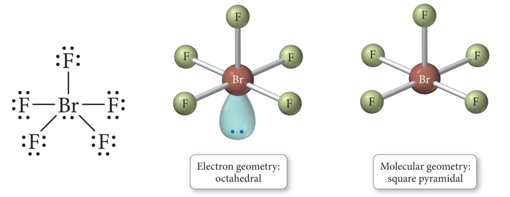 F
F Br F
F F
F
F F
Br
F F
Electron geometry:
octahedral
F
F F
Br
F F
Molecular geometry:
square pyramidal